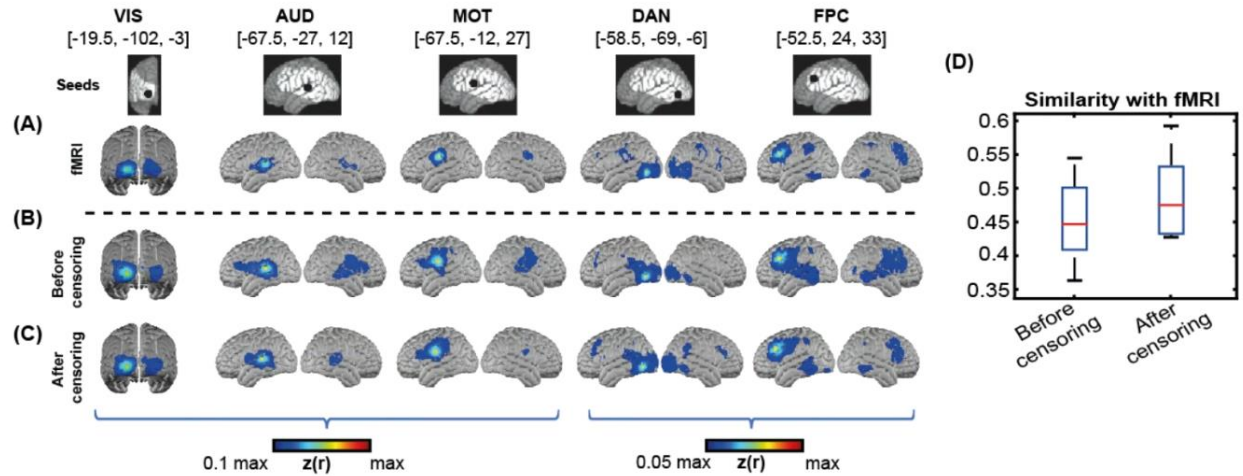 VIS AUD MOT DAN FPC
[-19.5, -102, -3] [-67.5, -27, 12] [-67.5, -12, 27] [-58.5, -69, -6] [-52.5, 24, 33]
Seeds
(A)
fMRI
(B)
Before
censoring
(C)
After
censoring
0.1 max z(r) max
0.05 max z(r) max
(D)
Similarity with fMRI
0.6
0.55
0.5
0.45
0.4
0.35
Before
censoring
After
censoring